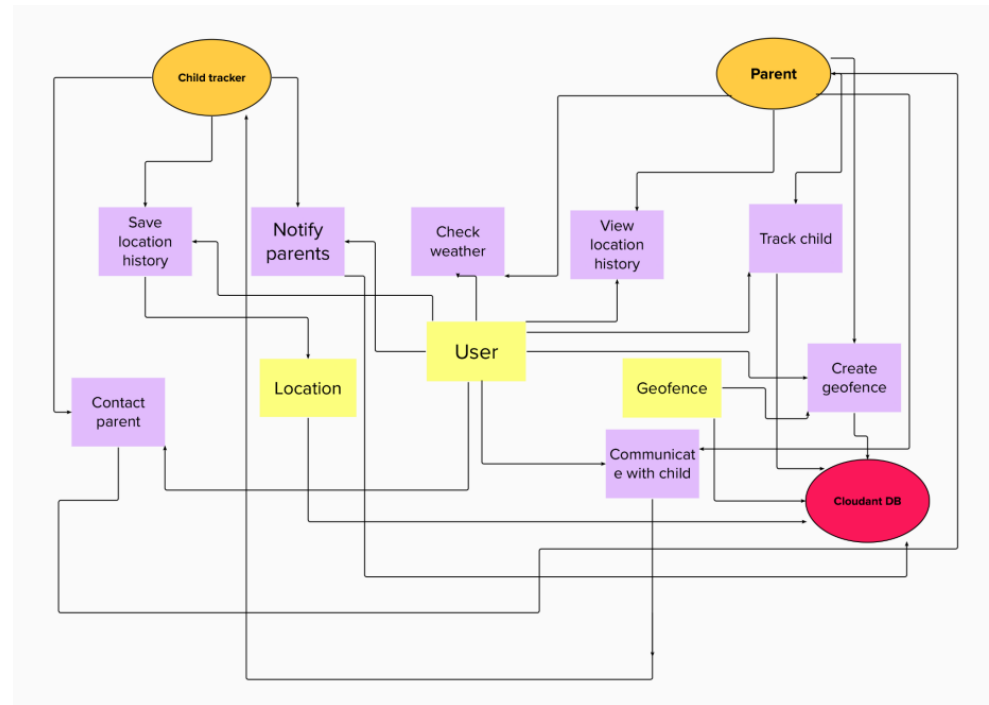 Child tracker
Parent
Save
location
history
Notify
parents
Check
weather
View
location
history
Track child
User
Location
Geofence
Create
geofence
Contact
parent
Communicat
e with child
Cloudant DB